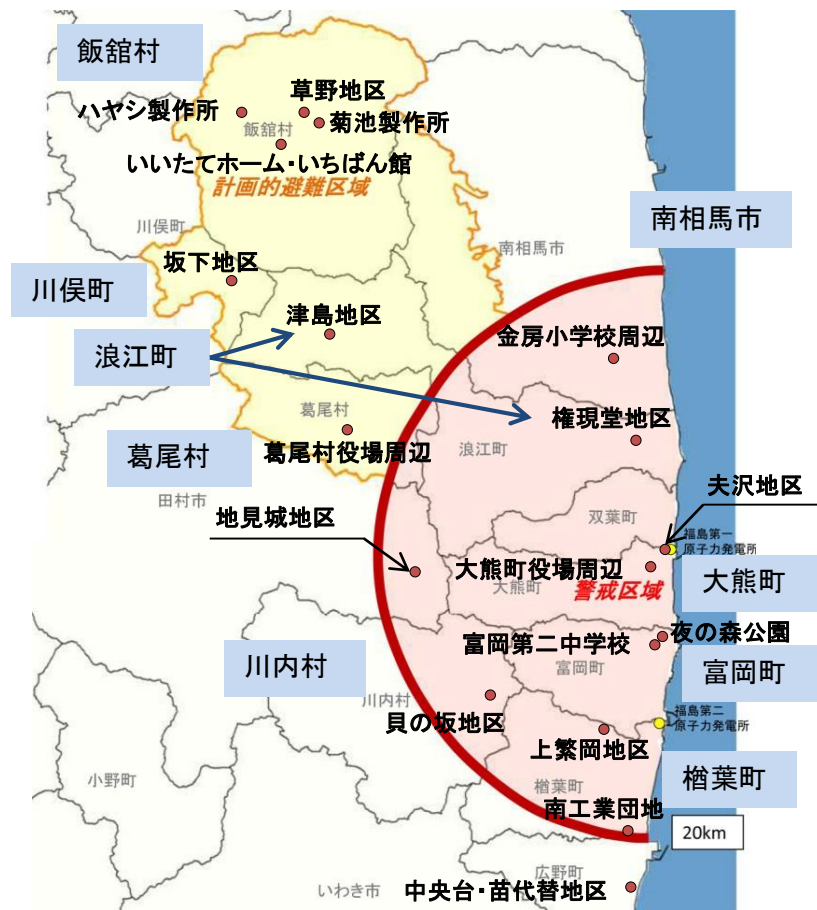 飯舘村
草野地区
ハヤシ製作所
菊池製作所
飯舘村
いいたてホーム・いちばん館
計画的避難区域
南相馬市
川俣町
南相馬市
坂下地区
川俣町
津島地区
金房小学校周辺
浪江町
葛尾村
権現堂地区
浪江町
葛尾村役場周辺
葛尾村
夫沢地区
田村市
地見城地区
双葉町
福島第一
原子力発電所
大熊町役場周辺
大熊町
警戒区域
大熊町
夜の森公園
富岡第二中学校
川内村
富岡町
富岡町
川内村
貝の坂地区
福島第二
原子力発電所
上繁岡地区
小野町
楢葉町
楢葉町
南工業団地
20km
広野町
いわき市
中央台・苗代替地区